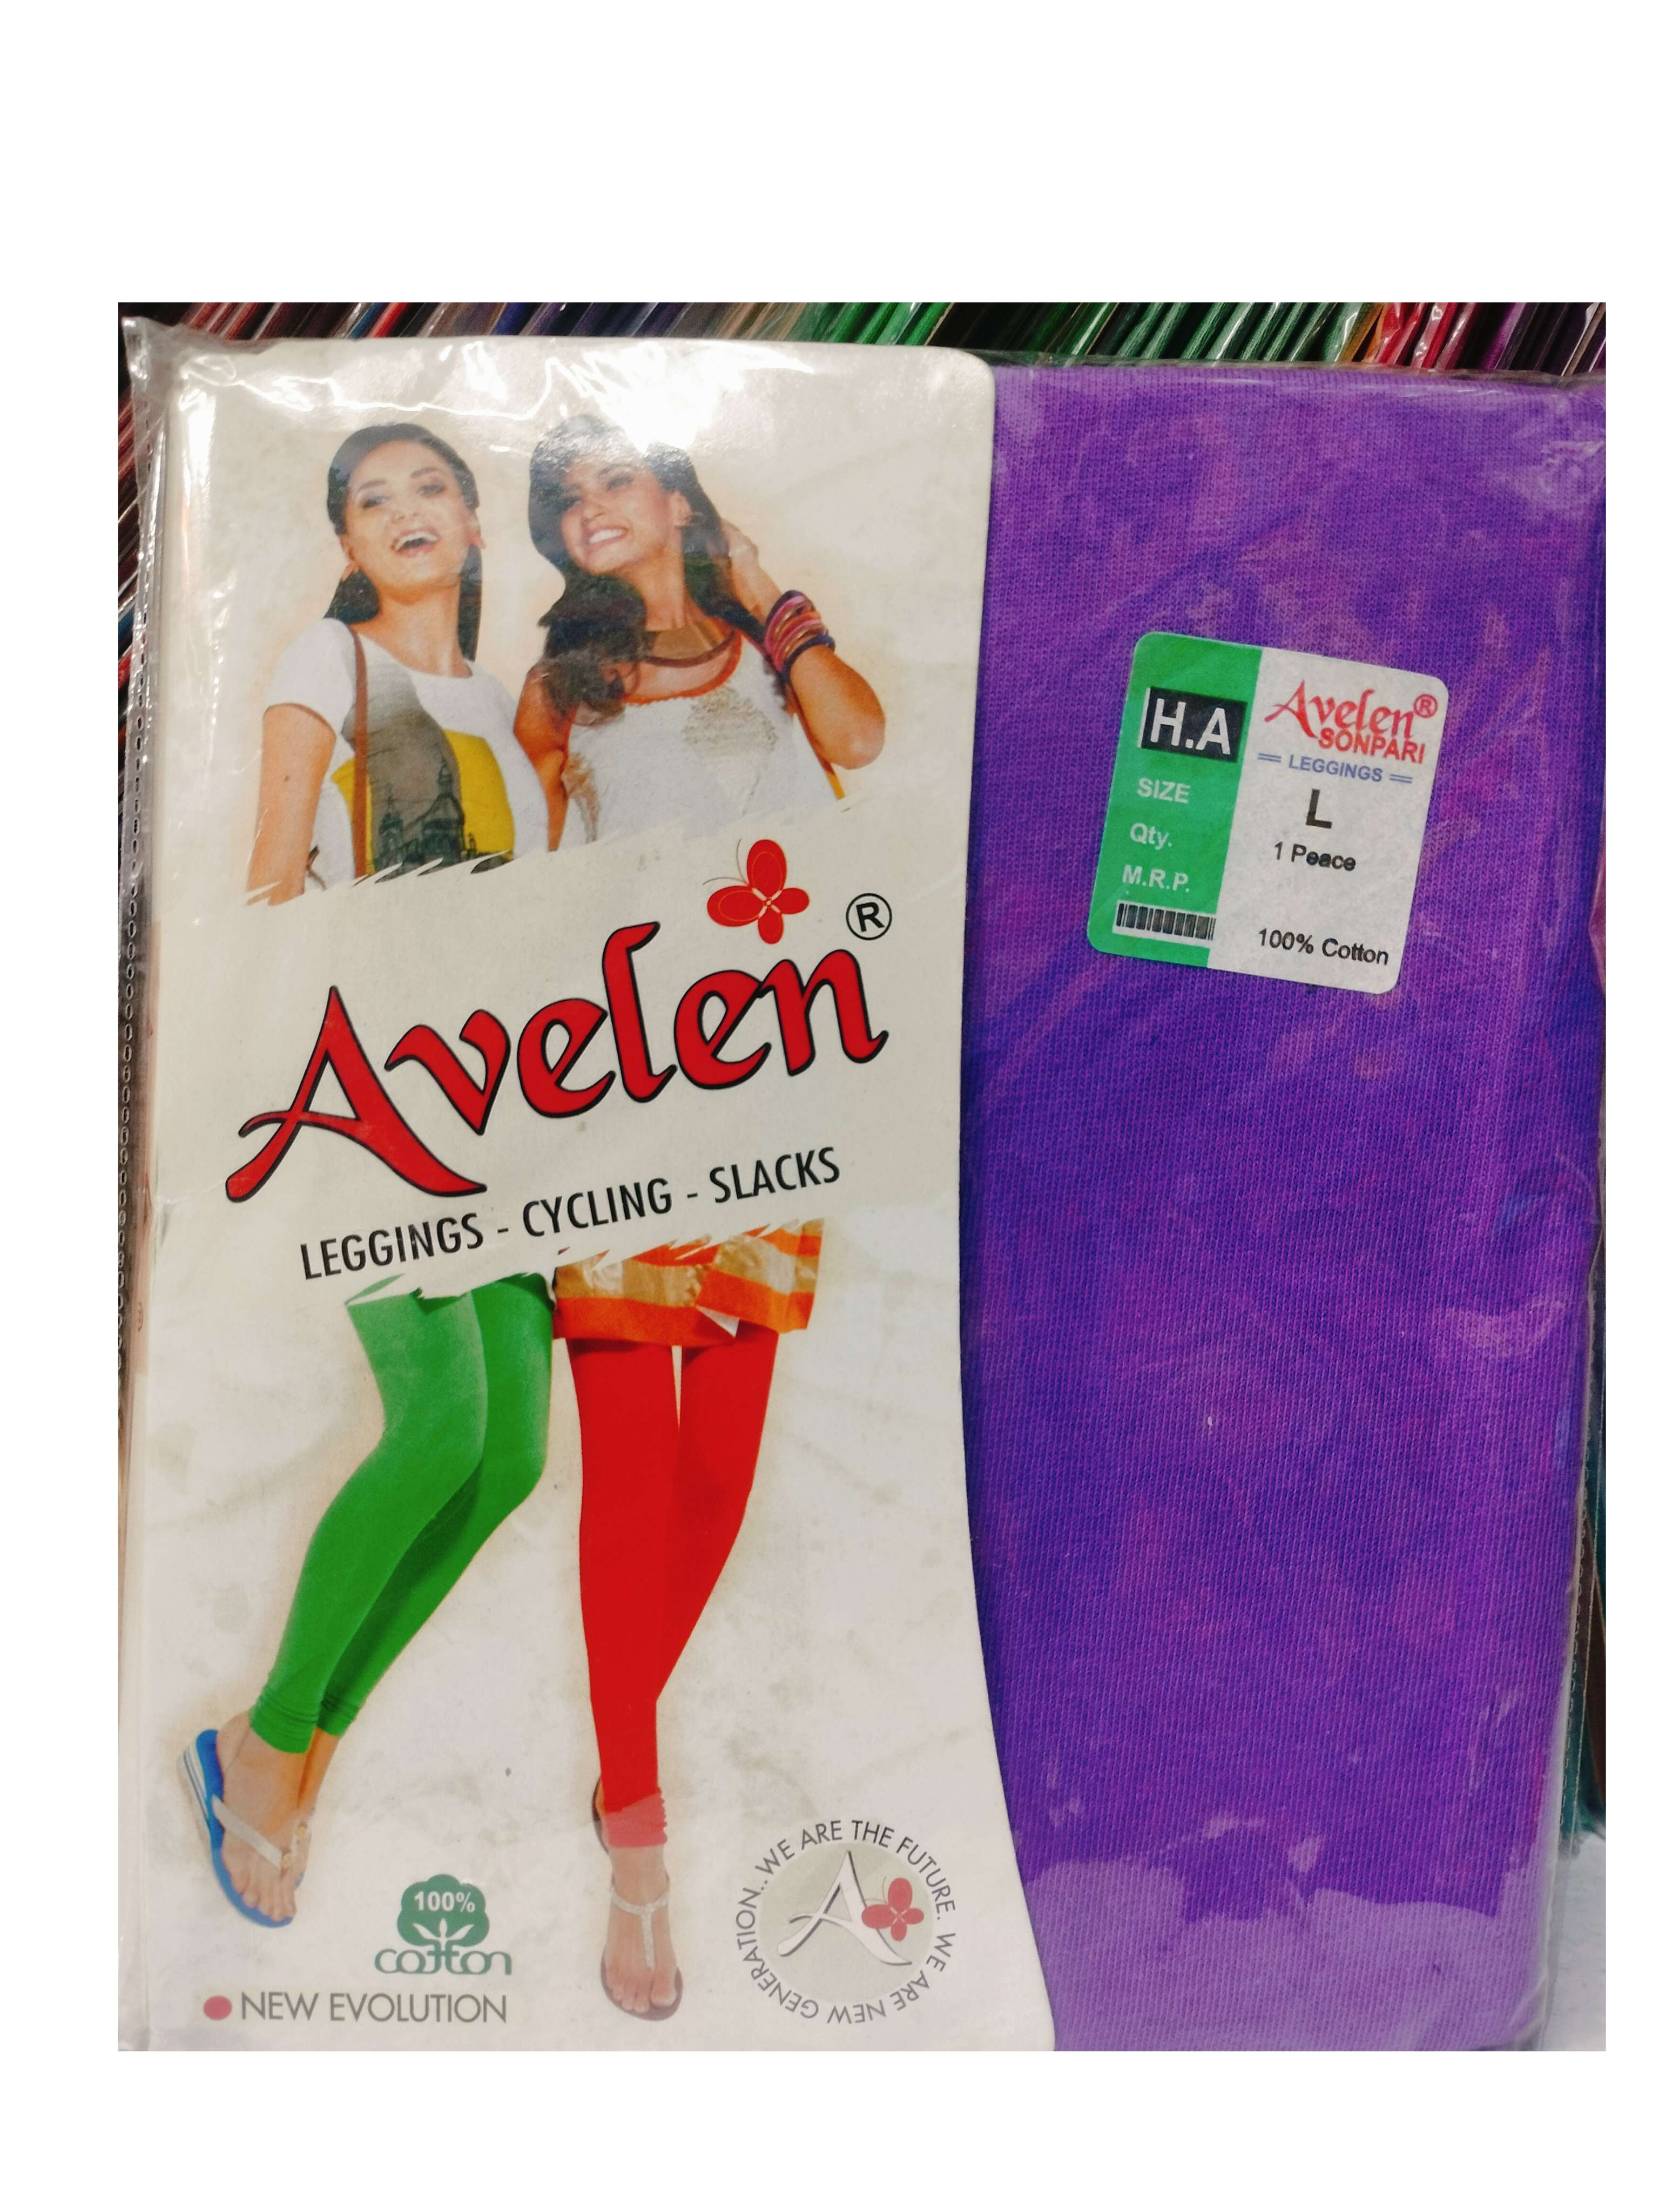 Avelen®
LEGGINGS - CYCLING - SLACKS
100%
cotton
NEW EVOLUTION
WE ARE THE FUTURE. WE ARE NEW GENERATION..
A
H.A
Avelen®
SONPARI
LEGGINGS
SIZE L
Qty. 1 Peace
M.R.P.
100% Cotton